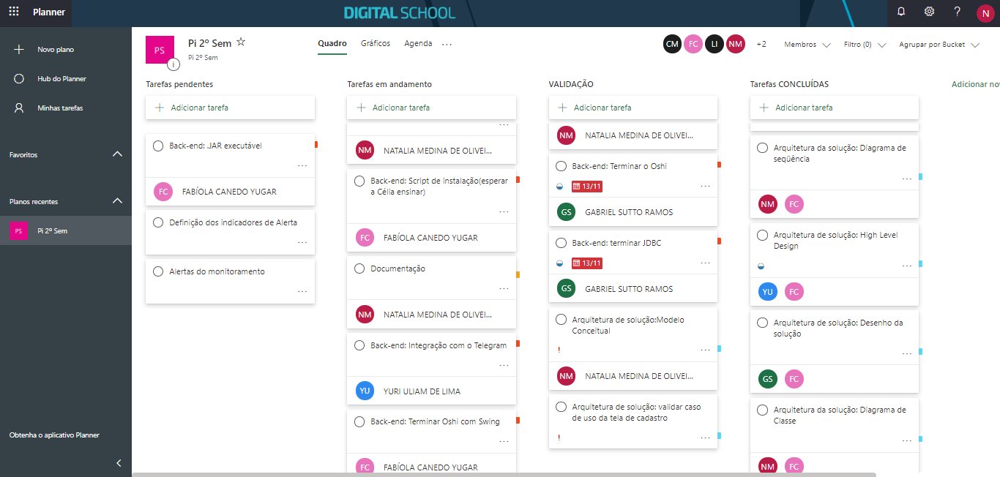 Planner
DIGITAL SCHOOL
?
N
Novo plano
Hub do Planner
Minhas tarefas
Favoritos
Planos recentes
PS
Pi 2º Sem
Obtenha o aplicativo Planner
PS
i
Pi 2º Sem
Pi 2º Sem
Quadro
Gráficos
Agenda
...
CM
FC
LI
NM
+2
Membros
Filtro (0)
Agrupar por Bucket
Tarefas pendentes
Adicionar tarefa
Back-end: .JAR executável
...
FC
FABÍOLA CANEDO YUGAR
Definição dos indicadores de Alerta
...
Alertas do monitoramento
...
Tarefas em andamento
Adicionar tarefa
...
NM
NATALIA MEDINA DE OLIVEI...
Back-end: Script de instalação(esperar
a Célia ensinar)
...
FC
FABÍOLA CANEDO YUGAR
Documentação
...
NM
NATALIA MEDINA DE OLIVEI...
Back-end: Integração com o Telegram
...
YU
YURI ULIAM DE LIMA
Back-end: Terminar Oshi com Swing
...
FC
FABÍOLA CANEDO YUGAR
VALIDAÇÃO
Adicionar tarefa
NM
NATALIA MEDINA DE OLIVEI...
Back-end: Terminar o Oshi
13/11
...
GS
GABRIEL SUTTO RAMOS
Back-end: terminar JDBC
13/11
...
GS
GABRIEL SUTTO RAMOS
Arquitetura de solução:Modelo
Conceitual
!
...
NM
NATALIA MEDINA DE OLIVEI...
Arquitetura de solução: validar caso
de uso da tela de cadastro
!
...
Tarefas CONCLUÍDAS
Adicionar tarefa
Arquitetura da solução: Diagrama de
seqüência
...
NM
FC
Arquitetura de solução: High Level
Design
...
YU
FC
Arquitetura de solução: Desenho da
solução
...
GS
FC
Arquitetura da solução: Diagrama de
Classe
...
NM
FC
Adicionar no